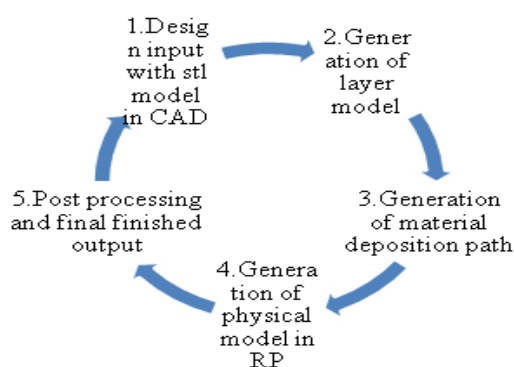 1.Desig
n input
with stl
model
in CAD
2.Gener
ation of
layer
model
3.Generation
of material
deposition path
4.Genera
tion of
physical
model in
RP
5.Post processing
and final finished
output